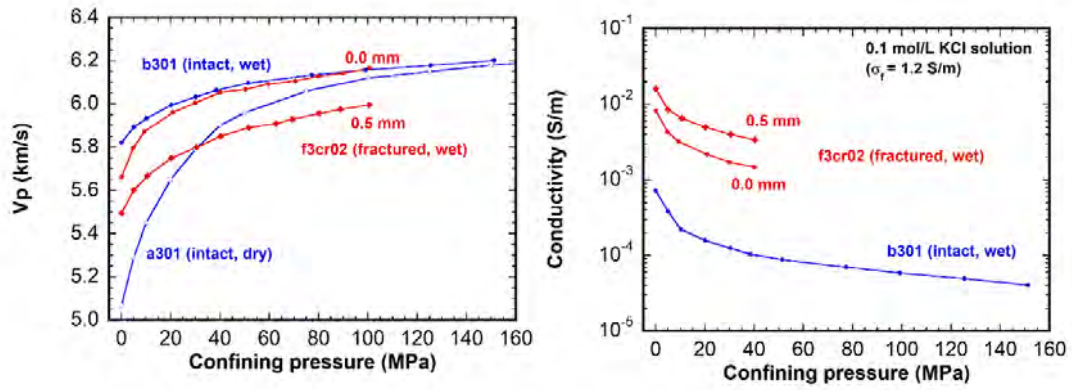 6.4
6.2
6.0
5.8
5.6
5.4
5.2
5.0
Vp (km/s)
b301 (intact, wet)
0.0 mm
0.5 mm
f3cr02 (fractured, wet)
a301 (intact, dry)
0 20 40 60 80 100 120 140 160
Confining pressure (MPa)
10⁻¹
10⁻²
10⁻³
10⁻⁴
10⁻⁵
Conductivity (S/m)
0.1 mol/L KCl solution
(σf = 1.2 S/m)
0.5 mm
f3cr02 (fractured, wet)
0.0 mm
b301 (intact, wet)
0 20 40 60 80 100 120 140 160
Confining pressure (MPa)